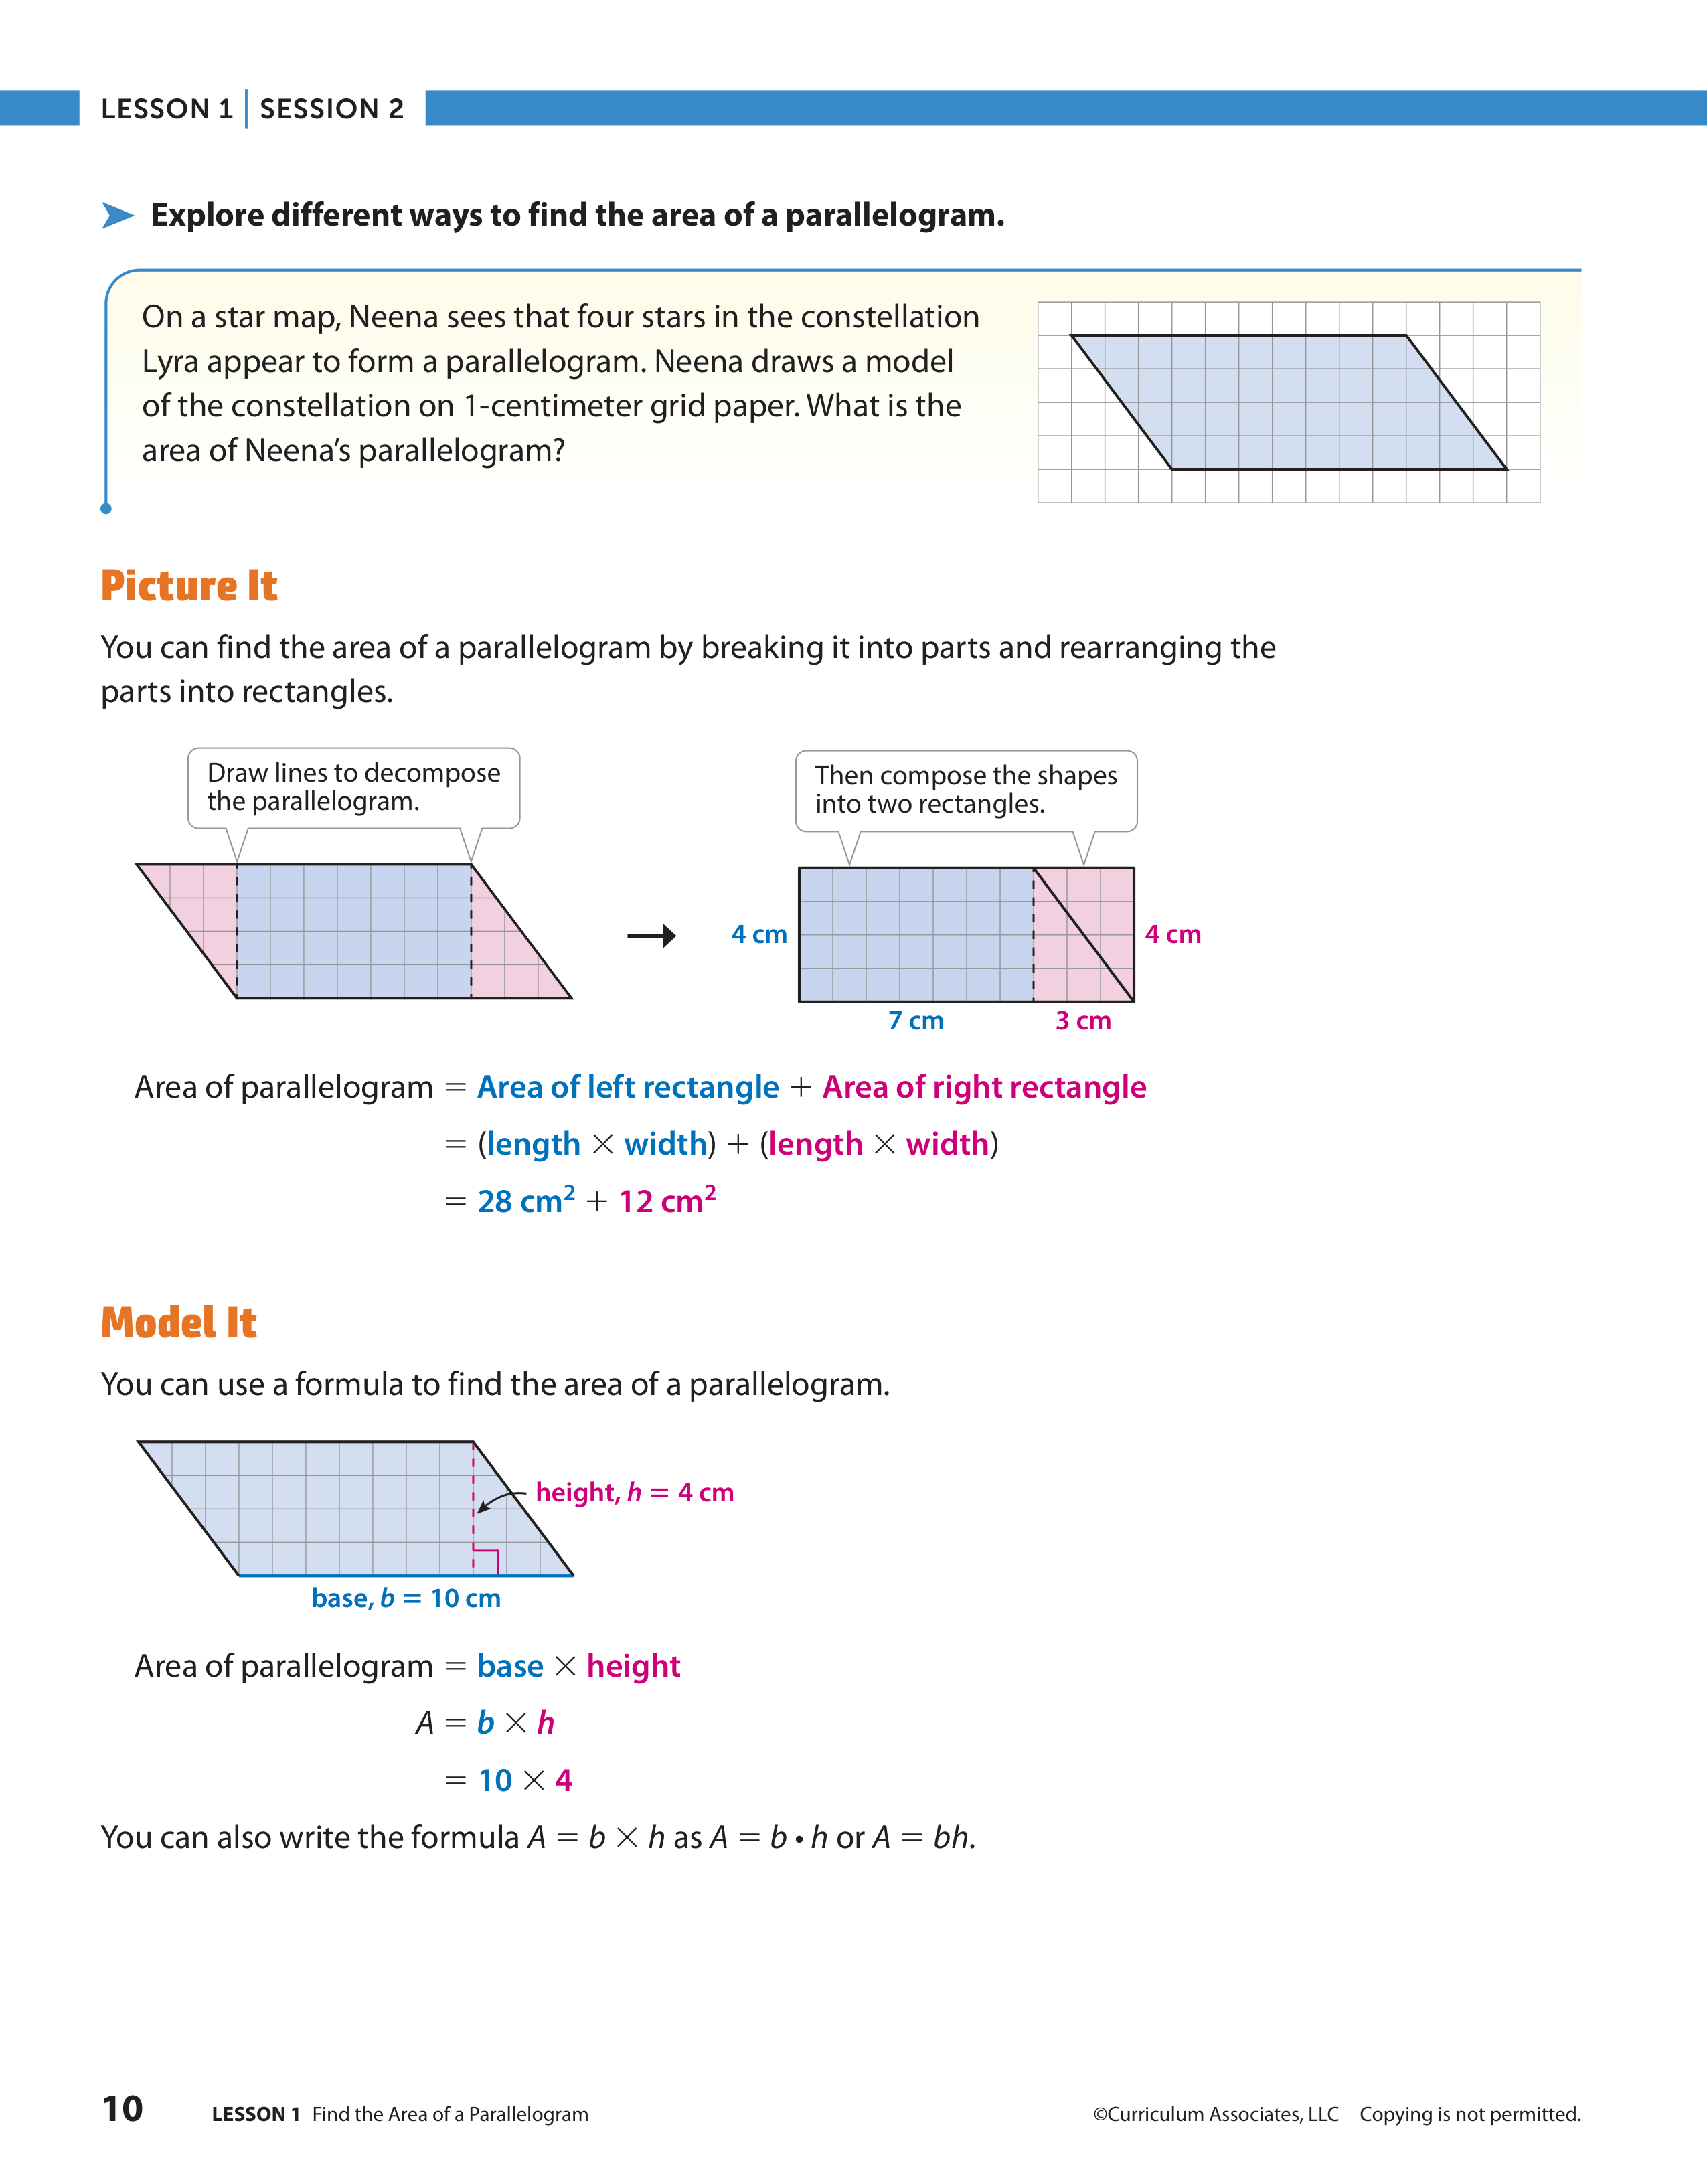 LESSON 1 | SESSION 2
Explore different ways to find the area of a parallelogram.
On a star map, Neena sees that four stars in the constellation
Lyra appear to form a parallelogram. Neena draws a model
of the constellation on 1-centimeter grid paper. What is the
area of Neena's parallelogram?
Picture It
You can find the area of a parallelogram by breaking it into parts and rearranging the
parts into rectangles.
Draw lines to decompose
the parallelogram.
Then compose the shapes
into two rectangles.
4 cm
4 cm
7 cm
3 cm
Area of parallelogram = Area of left rectangle + Area of right rectangle
= (length × width) + (length × width)
= 28 cm² + 12 cm²
Model It
You can use a formula to find the area of a parallelogram.
height, h = 4 cm
base, b = 10 cm
Area of parallelogram = base × height
A = b × h
= 10 × 4
You can also write the formula A = b × h as A = b • h or A = bh.
10 LESSON 1 Find the Area of a Parallelogram ©Curriculum Associates, LLC Copying is not permitted.